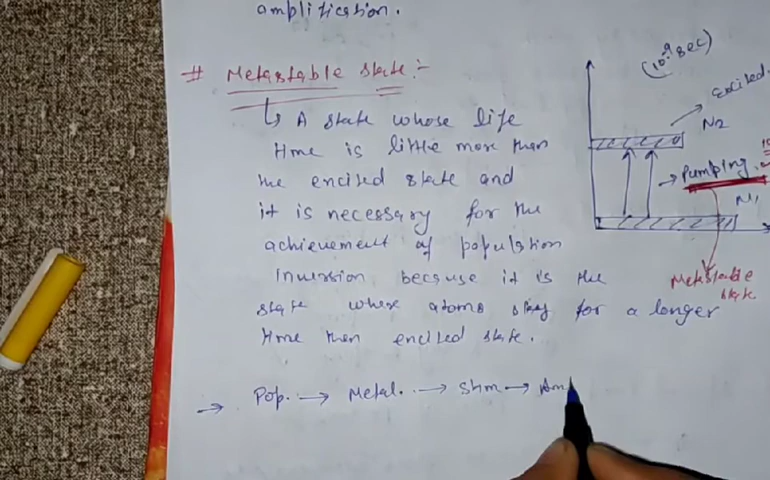 amplification.
# Metastable state :-
↳ A state whose life
time is little more than
the excited state and
it is necessary for the
achievement of population
Inversion because it is the
state where atoms stay for a longer
time then excited state.
→ Pop. → Metal. → Stim → Am
(10⁻⁹ sec)
Excited.
N2
→ Pumping
N1
Metastable
state